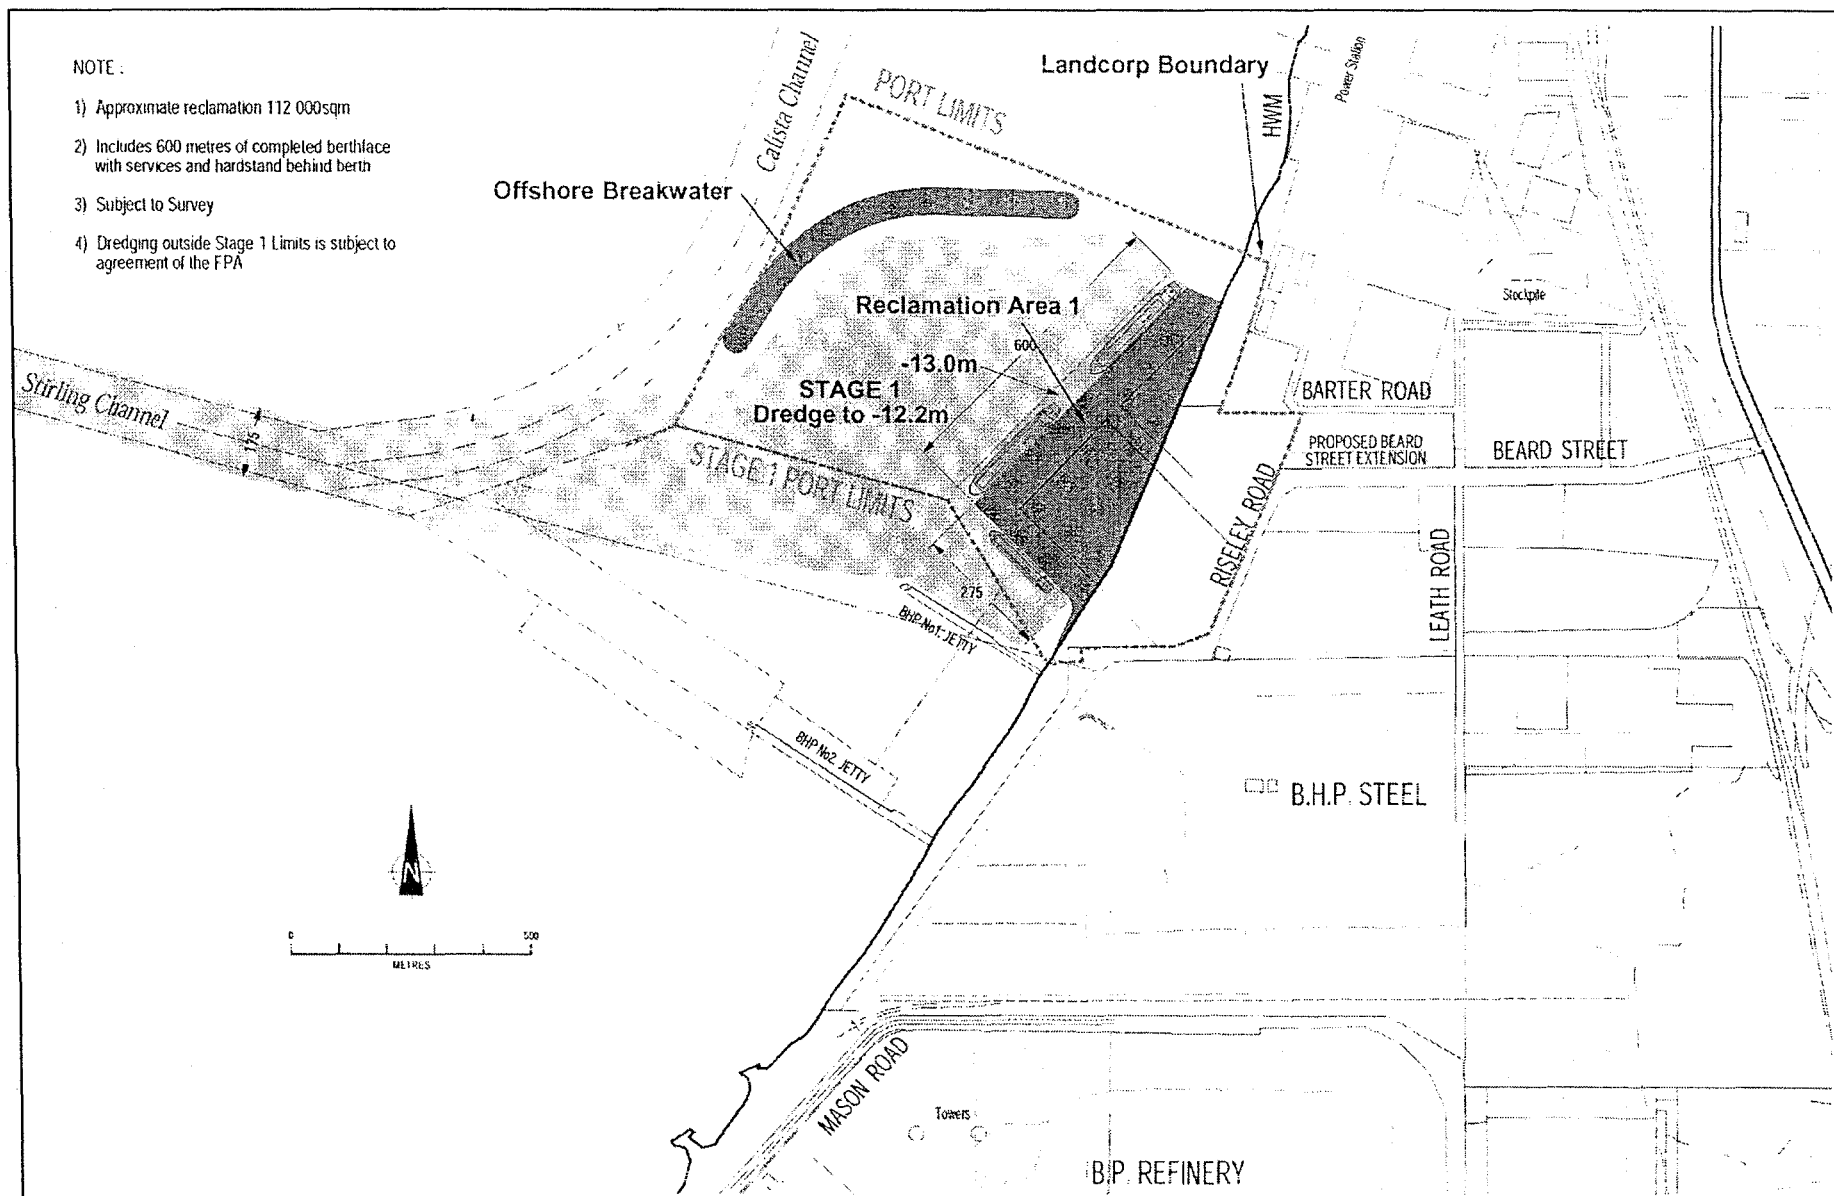 NOTE :
1) Approximate reclamation 112 000sqm
2) Includes 600 metres of completed berthface
with services and hardstand behind berth
3) Subject to Survey
4) Dredging outside Stage 1 Limits is subject to
agreement of the FPA
Calista Channel
PORT LIMITS
Landcorp Boundary
HWM
Power Station
Offshore Breakwater
Reclamation Area 1
600
-13.0m
STAGE 1
Dredge to -12.2m
Stockpile
Stirling Channel
175
STAGE 1 PORT LIMITS
BARTER ROAD
PROPOSED BEARD
STREET EXTENSION
BEARD STREET
RISELEY ROAD
LEATH ROAD
275
BHP No1. JETTY
BHP No2. JETTY
B.H.P. STEEL
N
0
500
METRES
MASON ROAD
Towers
B.P. REFINERY